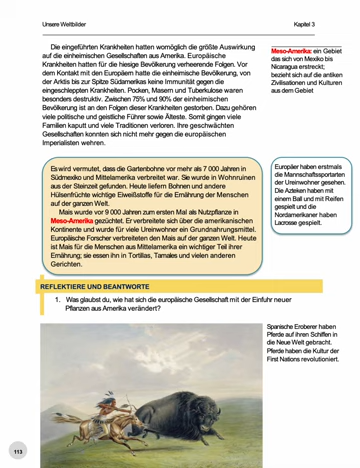 Unsere Weltbilder
Kapitel 3
Die eingeführten Krankheiten hatten womöglich die größte Auswirkung
auf die einheimischen Gesellschaften aus Amerika. Europäische
Krankheiten hatten für die hiesige Bevölkerung verheerende Folgen. Vor
dem Kontakt mit den Europäern hatte die einheimische Bevölkerung, von
der Arktis bis zur Spitze Südamerikas keine Immunität gegen die
eingeschleppten Krankheiten. Pocken, Masern und Tuberkulose waren
besonders destruktiv. Zwischen 75% und 90% der einheimischen
Bevölkerung ist an den Folgen dieser Krankheiten gestorben. Dazu gehören
viele politische und geistliche Führer sowie Älteste. Somit gingen viele
Familien kaputt und viele Traditionen verloren. Ihre geschwächten
Gesellschaften konnten sich nicht mehr gegen die europäischen
Imperialisten wehren.
Meso-Amerika: ein Gebiet
das sich von Mexiko bis
Nicaragua erstreckt;
bezieht sich auf die antiken
Zivilisationen und Kulturen
aus dem Gebiet
Es wird vermutet, dass die Gartenbohne vor mehr als 7 000 Jahren in
Südmexiko und Mittelamerika verbreitet war. Sie wurde in Wohnruinen
aus der Steinzeit gefunden. Heute liefern Bohnen und andere
Hülsenfrüchte wichtige Eiweißstoffe für die Ernährung der Menschen
auf der ganzen Welt.
Mais wurde vor 9 000 Jahren zum ersten Mal als Nutzpflanze in
Meso-Amerika gezüchtet. Er verbreitete sich über die amerikanischen
Kontinente und wurde für viele Ureinwohner ein Grundnahrungsmittel.
Europäische Forscher verbreiteten den Mais auf der ganzen Welt. Heute
ist Mais für die Menschen aus Mittelamerika ein wichtiger Teil ihrer
Ernährung; sie essen ihn in Tortillas, Tamales und vielen anderen
Gerichten.
Europäer haben erstmals
die Mannschaftssportarten
der Ureinwohner gesehen.
Die Azteken haben mit
einem Ball und mit Reifen
gespielt und die
Nordamerikaner haben
Lacrosse gespielt.
REFLEKTIERE UND BEANTWORTE
1. Was glaubst du, wie hat sich die europäische Gesellschaft mit der Einfuhr neuer
Pflanzen aus Amerika verändert?
Spanische Eroberer haben
Pferde auf ihren Schiffen in
die Neue Welt gebracht.
Pferde haben die Kultur der
First Nations revolutioniert.
113